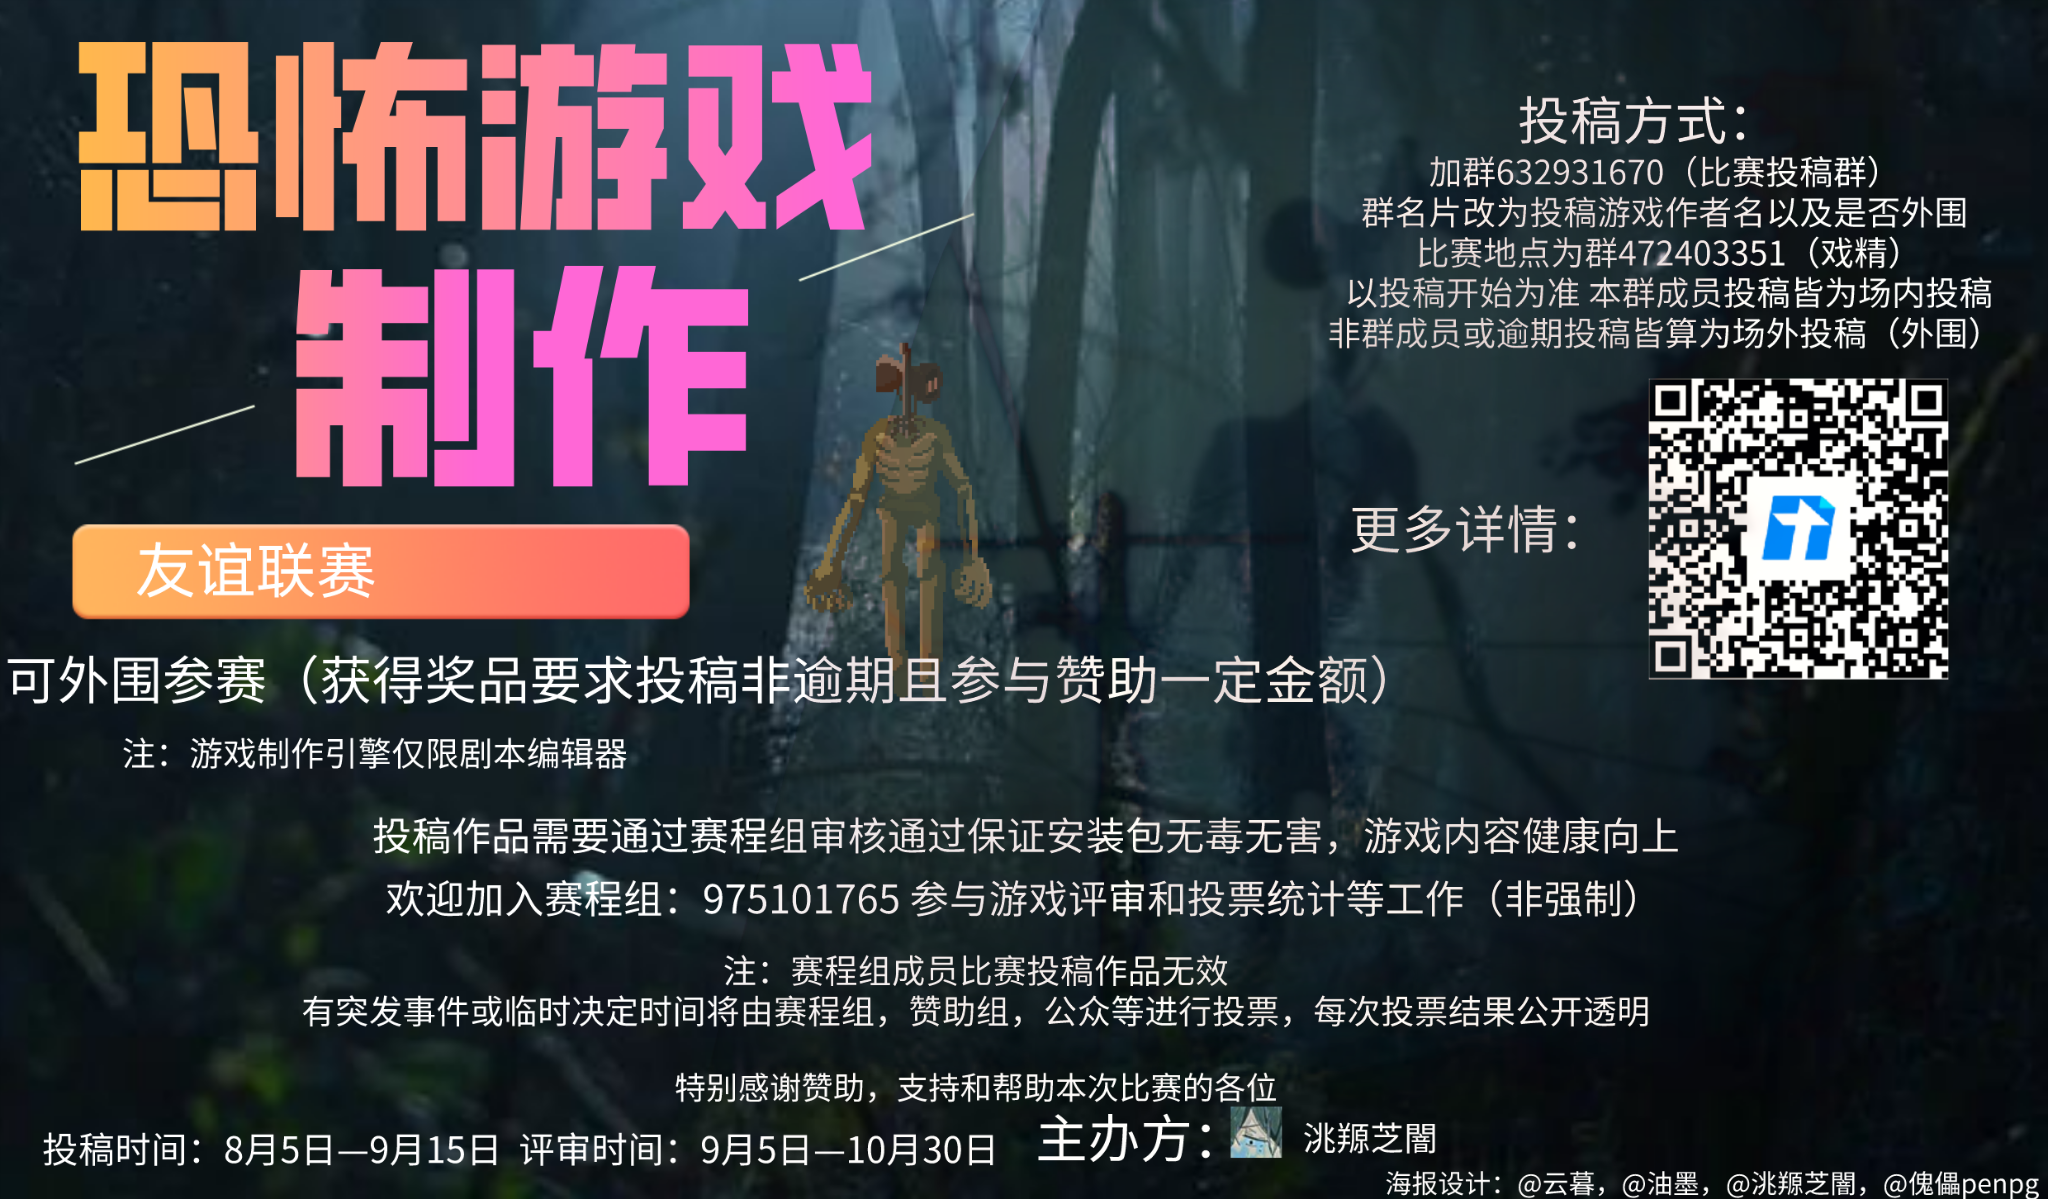 恐怖游戏
制作
友谊联赛
可外围参赛（获得奖品要求投稿非逾期且参与赞助一定金额）
注：游戏制作引擎仅限剧本编辑器
投稿方式：
加群632931670（比赛投稿群）
群名片改为投稿游戏作者名以及是否外围
比赛地点为群472403351（戏精）
以投稿开始为准 本群成员投稿皆为场内投稿
非群成员或逾期投稿皆算为场外投稿（外围）
更多详情：
投稿作品需要通过赛程组审核通过保证安装包无毒无害，游戏内容健康向上
欢迎加入赛程组：975101765 参与游戏评审和投票统计等工作（非强制）
注：赛程组成员比赛投稿作品无效
有突发事件或临时决定时间将由赛程组，赞助组，公众等进行投票，每次投票结果公开透明
特别感谢赞助，支持和帮助本次比赛的各位
投稿时间：8月5日—9月15日 评审时间：9月5日—10月30日
主办方： 洮羱芝闇
海报设计：@云暮，@油墨，@洮羱芝闇，@傀儡penpg